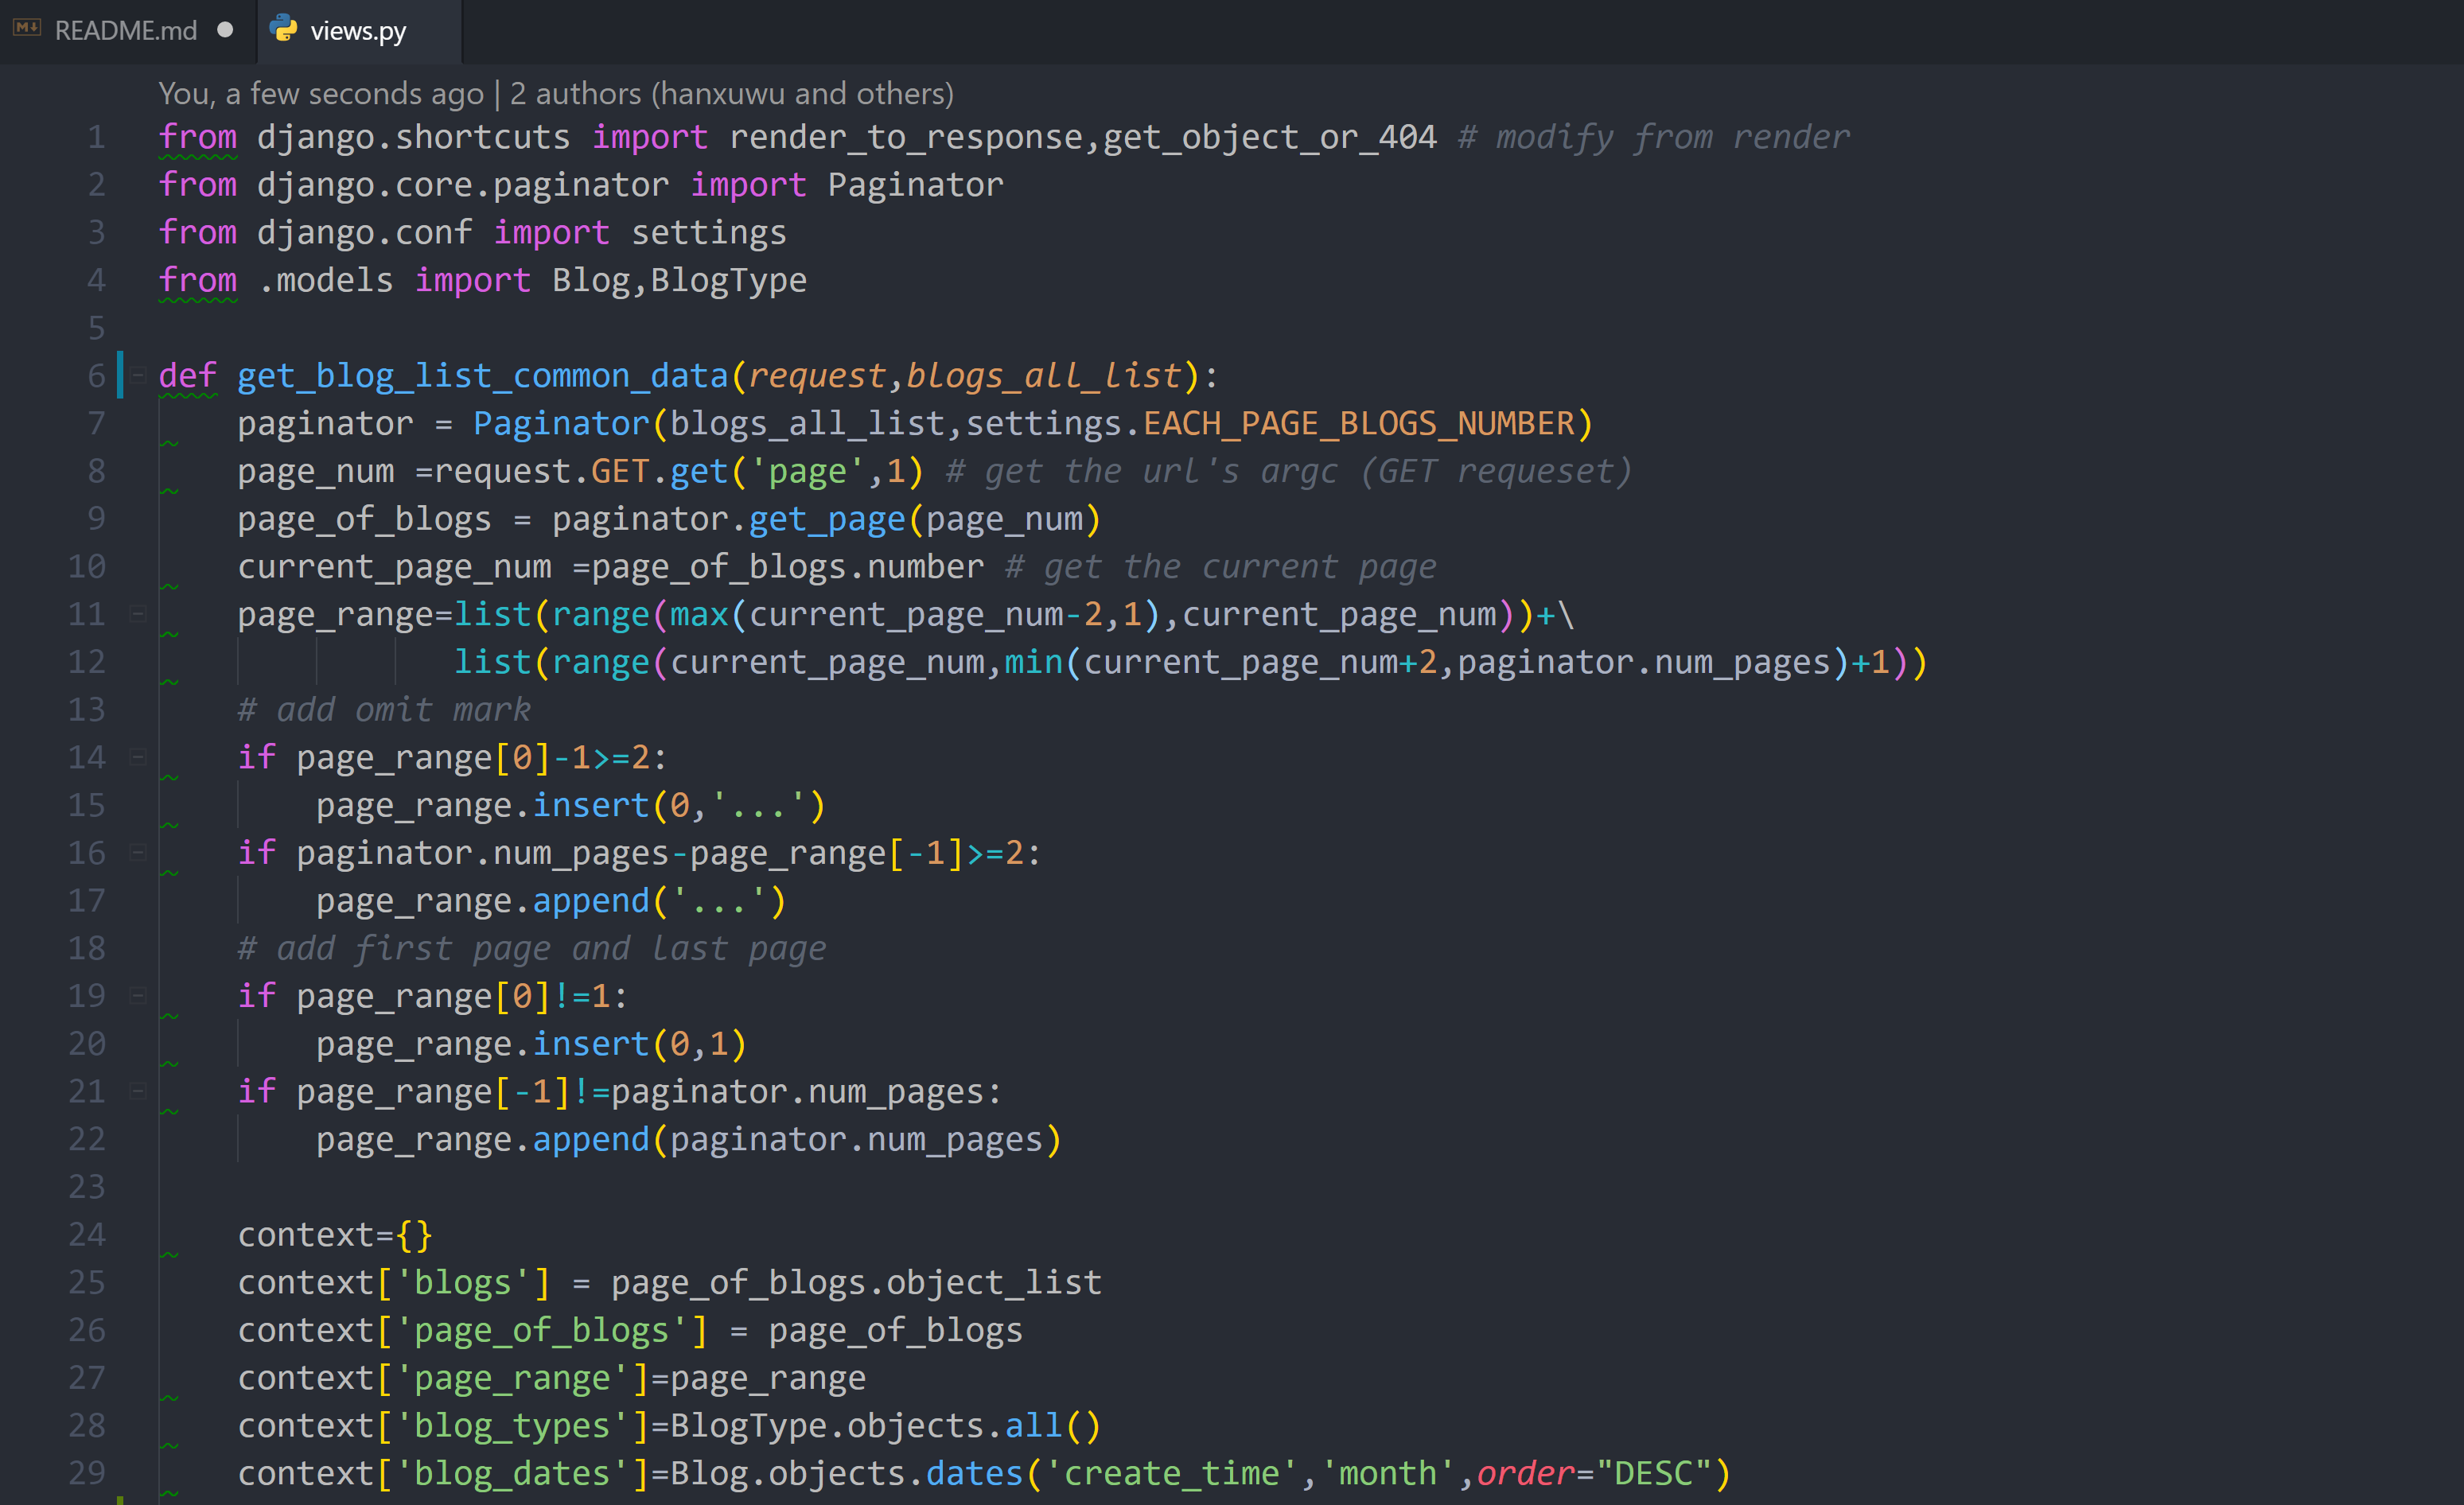 README.md
views.py
You, a few seconds ago | 2 authors (hanxuwu and others)
1 from django.shortcuts import render_to_response,get_object_or_404 # modify from render
2 from django.core.paginator import Paginator
3 from django.conf import settings
4 from .models import Blog,BlogType
5
6 def get_blog_list_common_data(request,blogs_all_list):
7     paginator = Paginator(blogs_all_list,settings.EACH_PAGE_BLOGS_NUMBER)
8     page_num =request.GET.get('page',1) # get the url's argc (GET requeset)
9     page_of_blogs = paginator.get_page(page_num)
10     current_page_num =page_of_blogs.number # get the current page
11     page_range=list(range(max(current_page_num-2,1),current_page_num))+\
12                list(range(current_page_num,min(current_page_num+2,paginator.num_pages)+1))
13     # add omit mark
14     if page_range[0]-1>=2:
15         page_range.insert(0,'...')
16     if paginator.num_pages-page_range[-1]>=2:
17         page_range.append('...')
18     # add first page and last page
19     if page_range[0]!=1:
20         page_range.insert(0,1)
21     if page_range[-1]!=paginator.num_pages:
22         page_range.append(paginator.num_pages)
23
24     context={}
25     context['blogs'] = page_of_blogs.object_list
26     context['page_of_blogs'] = page_of_blogs
27     context['page_range']=page_range
28     context['blog_types']=BlogType.objects.all()
29     context['blog_dates']=Blog.objects.dates('create_time','month',order="DESC")